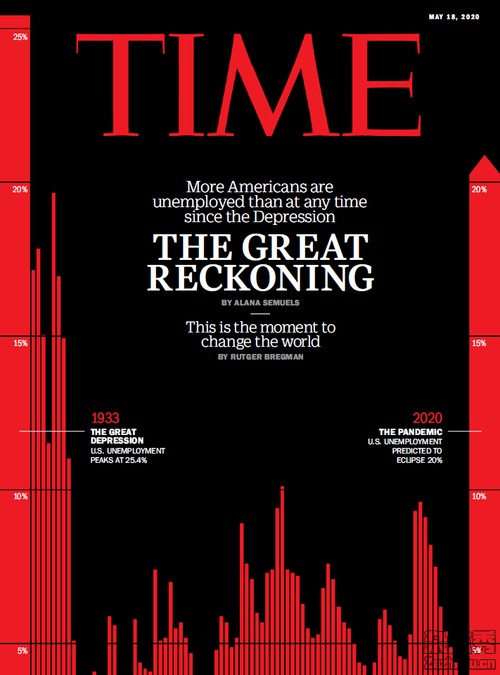 MAY 18, 2020
TIME
25%
20%
20%
More Americans are
unemployed than at any time
since the Depression
THE GREAT
RECKONING
BY ALANA SEMUELS
This is the moment to
change the world
BY RUTGER BREGMAN
15%
15%
1933
THE GREAT
DEPRESSION
U.S. UNEMPLOYMENT
PEAKS AT 25.4%
2020
THE PANDEMIC
U.S. UNEMPLOYMENT
PREDICTED TO
ECLIPSE 20%
10%
10%
5%
5%